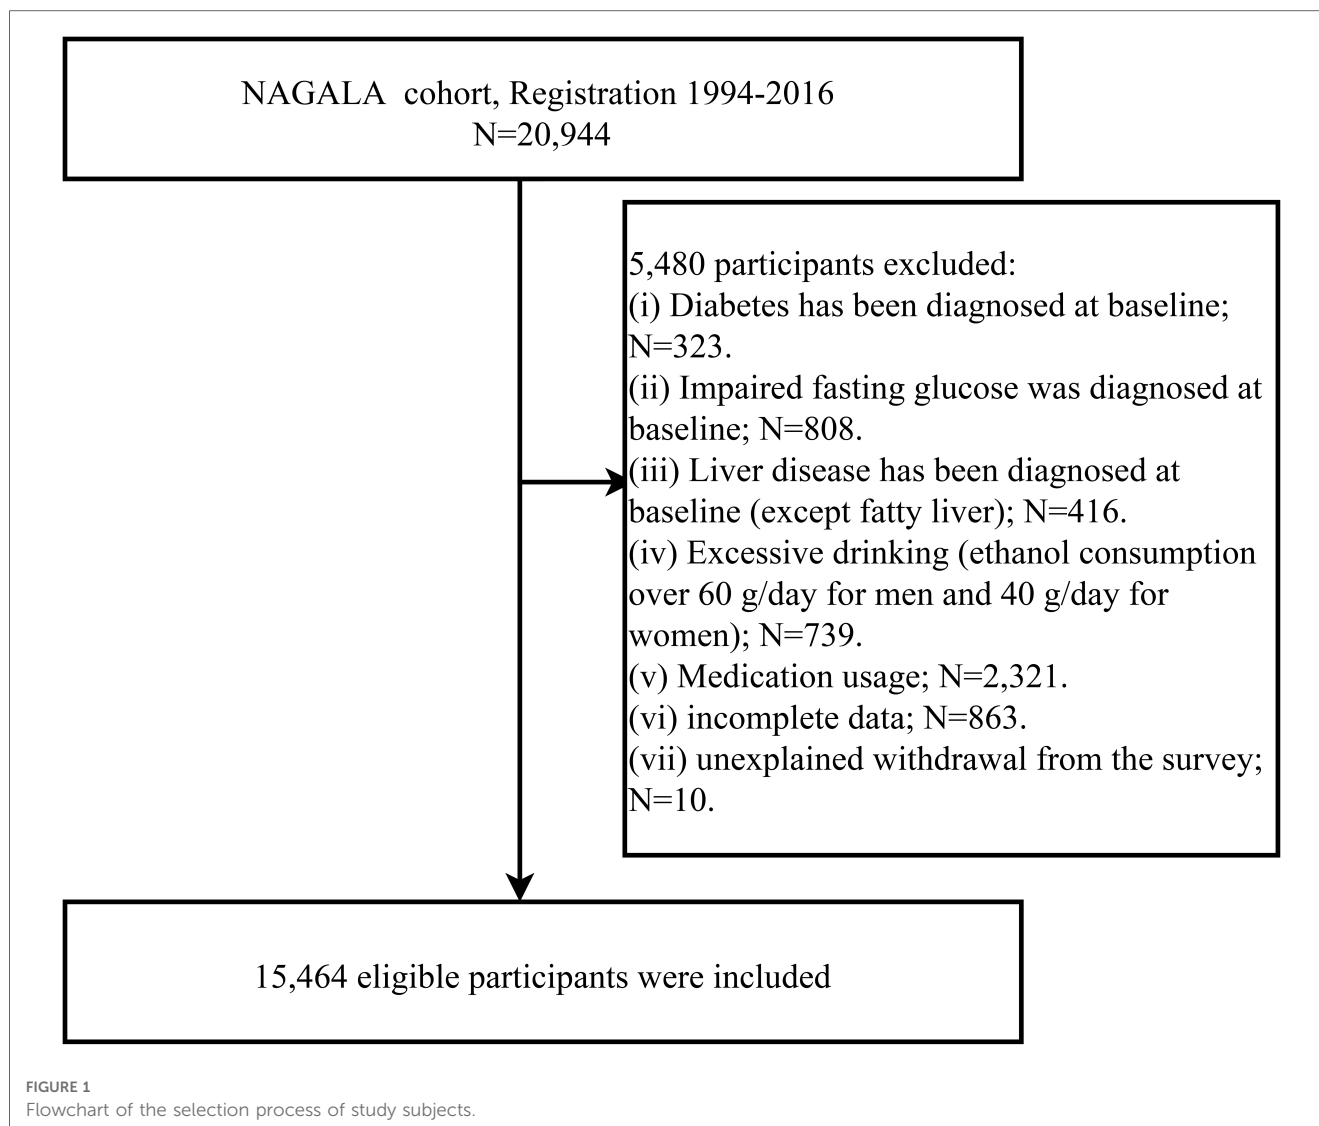 NAGALA cohort, Registration 1994-2016
N=20,944
5,480 participants excluded:
(i) Diabetes has been diagnosed at baseline;
N=323.
(ii) Impaired fasting glucose was diagnosed at
baseline; N=808.
(iii) Liver disease has been diagnosed at
baseline (except fatty liver); N=416.
(iv) Excessive drinking (ethanol consumption
over 60 g/day for men and 40 g/day for
women); N=739.
(v) Medication usage; N=2,321.
(vi) incomplete data; N=863.
(vii) unexplained withdrawal from the survey;
N=10.
15,464 eligible participants were included
FIGURE 1
Flowchart of the selection process of study subjects.